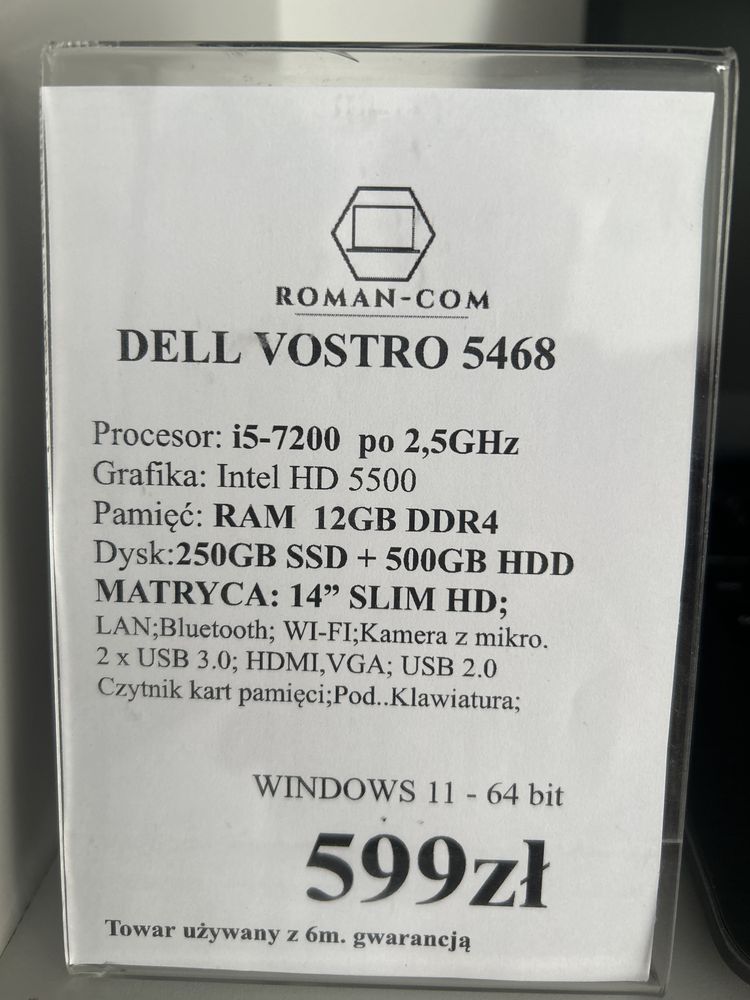 ROMAN-COM
DELL VOSTRO 5468
Procesor: i5-7200 po 2,5GHz
Grafika: Intel HD 5500
Pamięć: RAM 12GB DDR4
Dysk:250GB SSD + 500GB HDD
MATRYCA: 14” SLIM HD;
LAN;Bluetooth; WI-FI;Kamera z mikro.
2 x USB 3.0; HDMI,VGA; USB 2.0
Czytnik kart pamięci;Pod..Klawiatura;
WINDOWS 11 - 64 bit
599zł
Towar używany z 6m. gwarancją